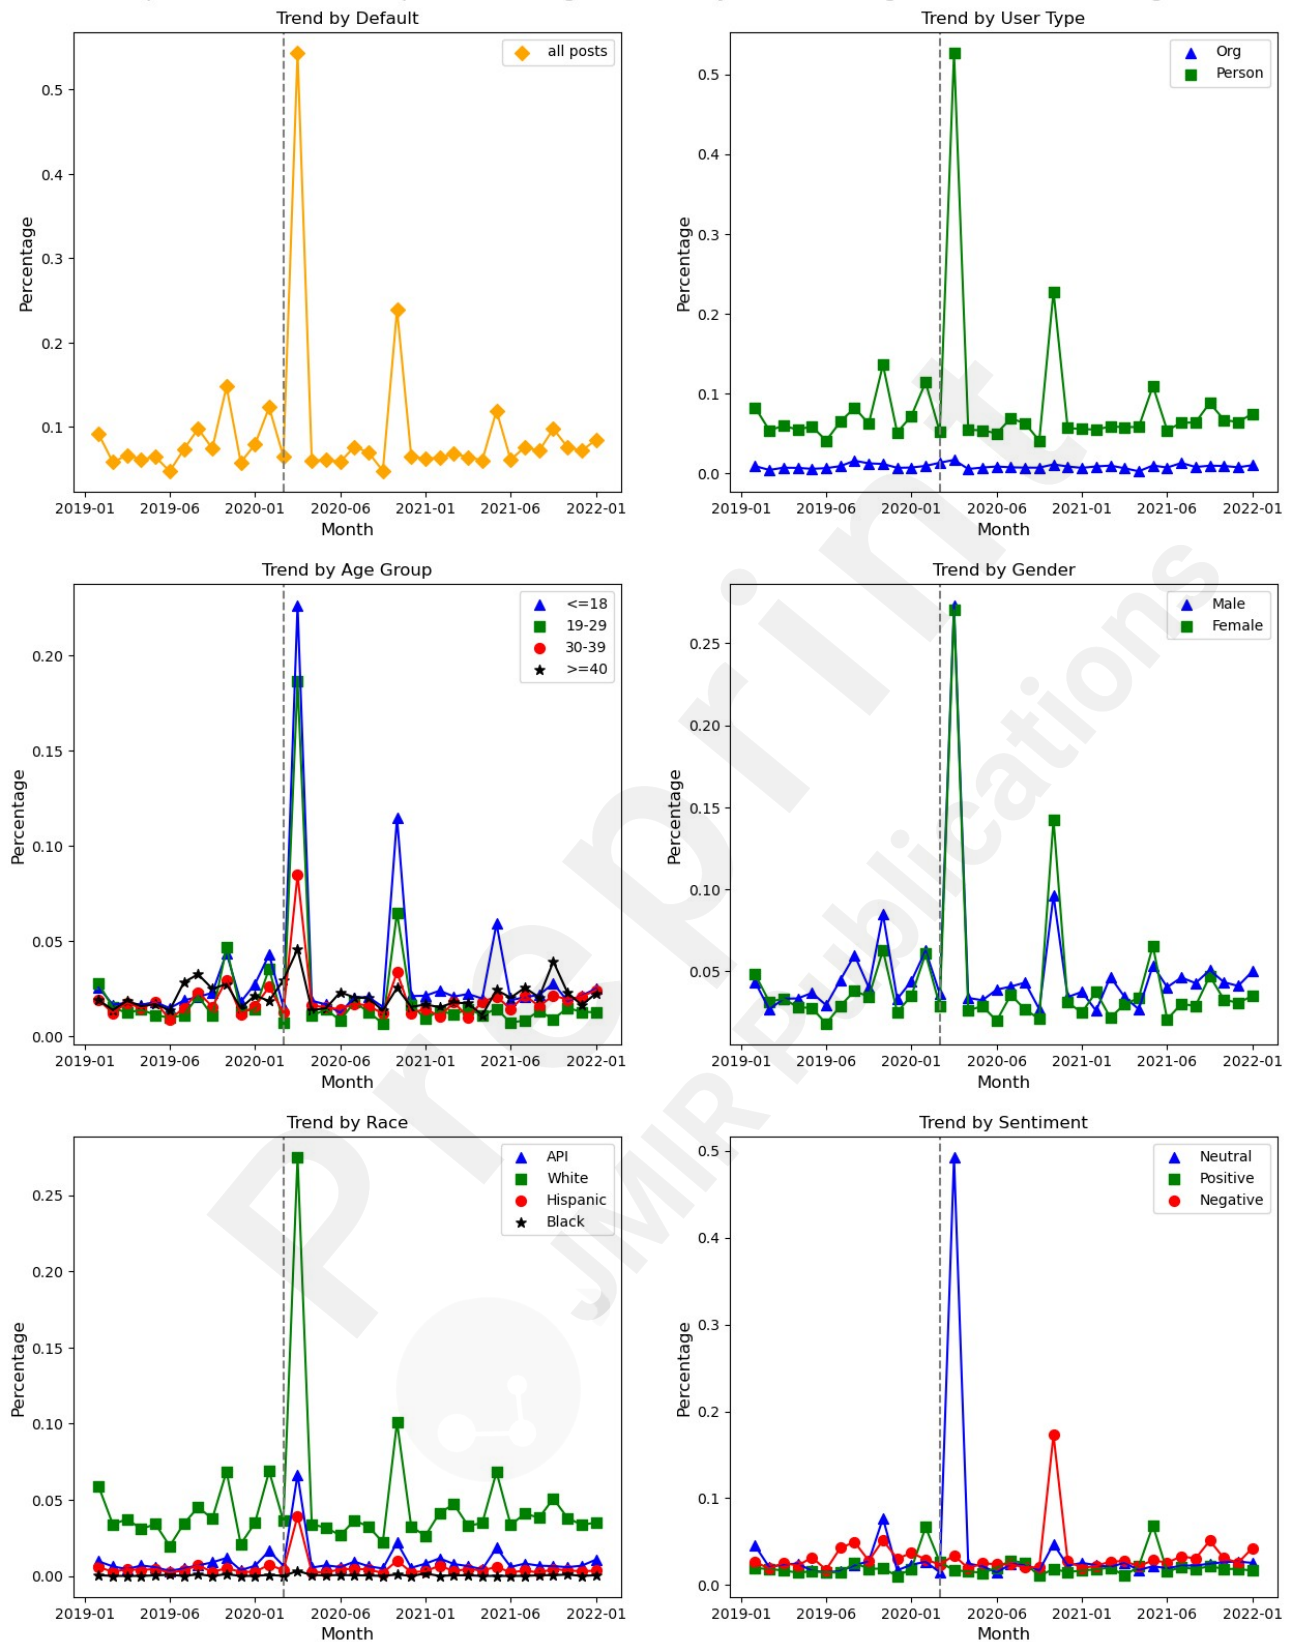 Trend by Default
all posts
Percentage
0.5
0.4
0.3
0.2
0.1
2019-01 2019-06 2020-01 2020-06 2021-01 2021-06 2022-01
Month
Trend by User Type
Org
Person
Percentage
0.5
0.4
0.3
0.2
0.1
0.0
2019-01 2019-06 2020-01 2020-06 2021-01 2021-06 2022-01
Month
Trend by Age Group
<=18
19-29
30-39
>=40
Percentage
0.20
0.15
0.10
0.05
0.00
2019-01 2019-06 2020-01 2020-06 2021-01 2021-06 2022-01
Month
Trend by Gender
Male
Female
Percentage
0.25
0.20
0.15
0.10
0.05
2019-01 2019-06 2020-01 2020-06 2021-01 2021-06 2022-01
Month
Trend by Race
API
White
Hispanic
Black
Percentage
0.25
0.20
0.15
0.10
0.05
0.00
2019-01 2019-06 2020-01 2020-06 2021-01 2021-06 2022-01
Month
Trend by Sentiment
Neutral
Positive
Negative
Percentage
0.5
0.4
0.3
0.2
0.1
0.0
2019-01 2019-06 2020-01 2020-06 2021-01 2021-06 2022-01
Month
Preprint
JMIR Publications